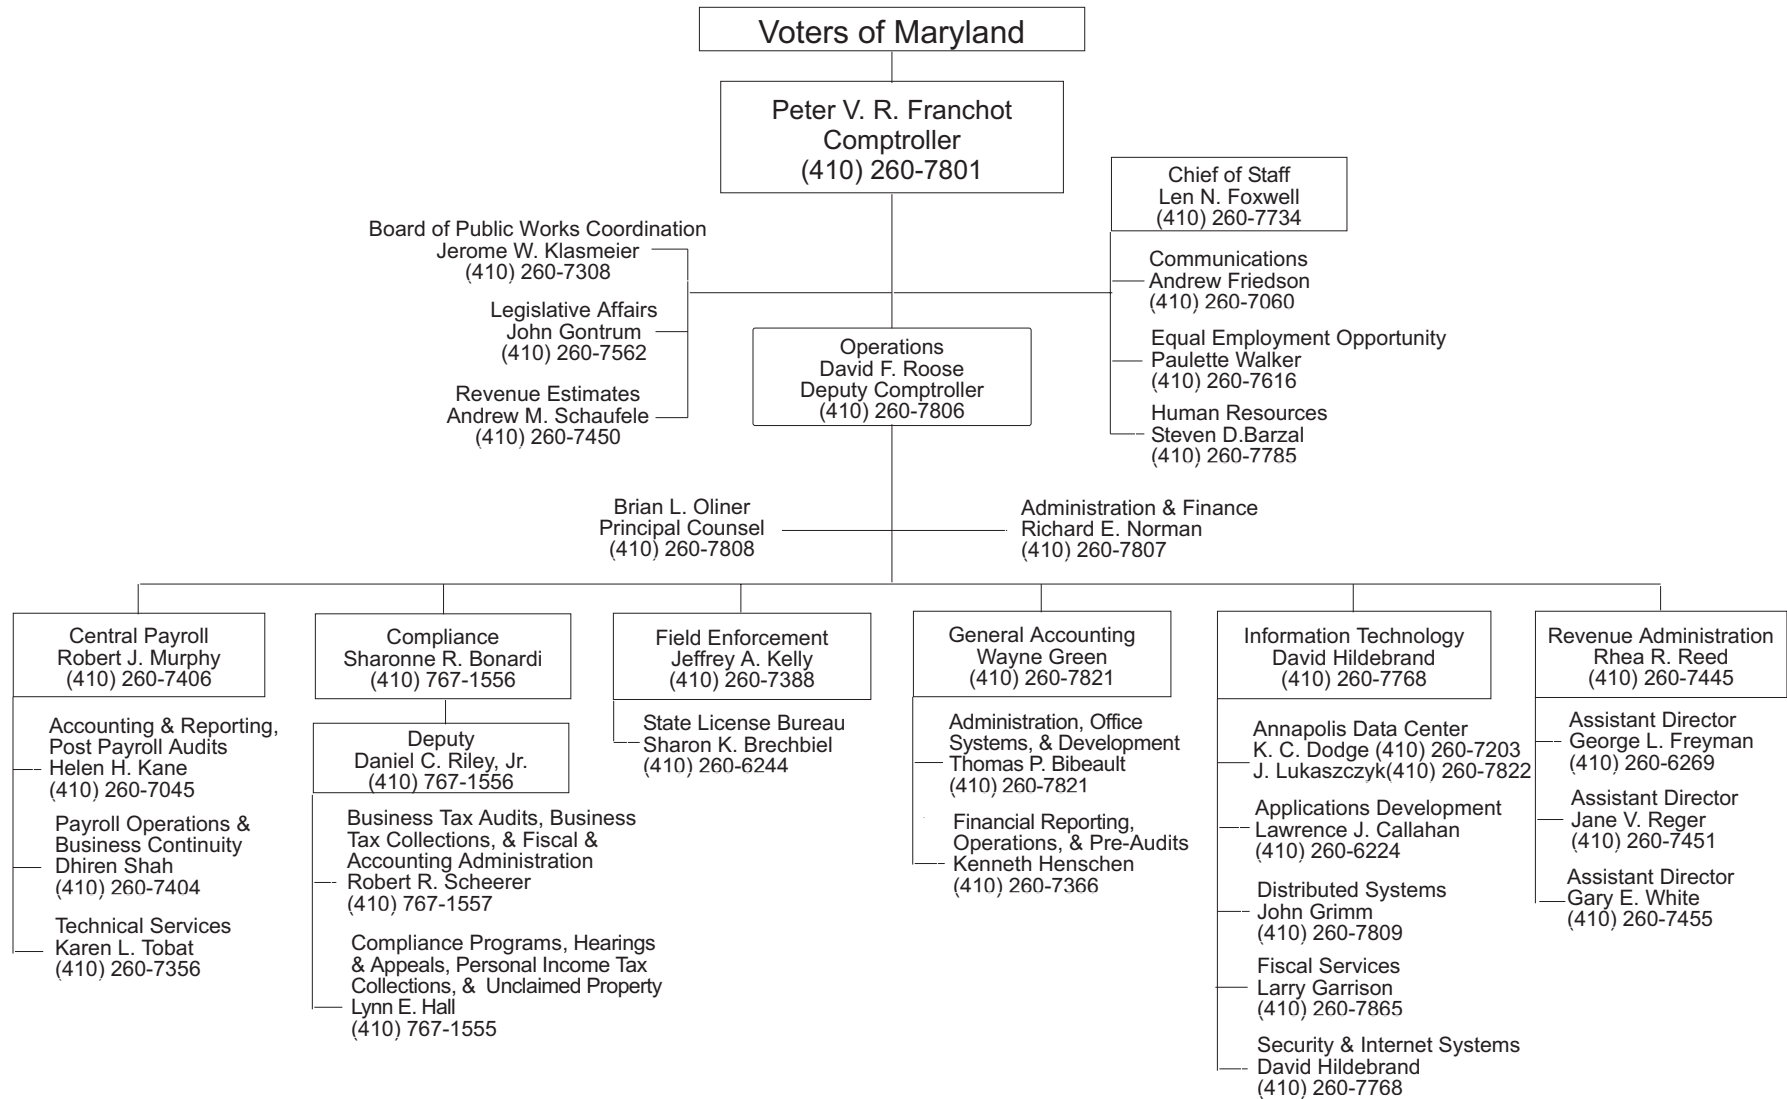 Voters of Maryland
Peter V. R. Franchot
Comptroller
(410) 260-7801
Chief of Staff
Len N. Foxwell
(410) 260-7734
Board of Public Works Coordination
Jerome W. Klasmeier
(410) 260-7308
Legislative Affairs
John Gontrum
(410) 260-7562
Revenue Estimates
Andrew M. Schaufele
(410) 260-7450
Communications
Andrew Friedson
(410) 260-7060
Equal Employment Opportunity
Paulette Walker
(410) 260-7616
Human Resources
Steven D.Barzal
(410) 260-7785
Operations
David F. Roose
Deputy Comptroller
(410) 260-7806
Brian L. Oliner
Principal Counsel
(410) 260-7808
Administration & Finance
Richard E. Norman
(410) 260-7807
Central Payroll
Robert J. Murphy
(410) 260-7406
Accounting & Reporting,
Post Payroll Audits
Helen H. Kane
(410) 260-7045
Payroll Operations &
Business Continuity
Dhiren Shah
(410) 260-7404
Technical Services
Karen L. Tobat
(410) 260-7356
Compliance
Sharonne R. Bonardi
(410) 767-1556
Deputy
Daniel C. Riley, Jr.
(410) 767-1556
Business Tax Audits, Business
Tax Collections, & Fiscal &
Accounting Administration
Robert R. Scheerer
(410) 767-1557
Compliance Programs, Hearings
& Appeals, Personal Income Tax
Collections, & Unclaimed Property
Lynn E. Hall
(410) 767-1555
Field Enforcement
Jeffrey A. Kelly
(410) 260-7388
State License Bureau
Sharon K. Brechbiel
(410) 260-6244
General Accounting
Wayne Green
(410) 260-7821
Administration, Office
Systems, & Development
Thomas P. Bibeault
(410) 260-7821
Financial Reporting,
Operations, & Pre-Audits
Kenneth Henschen
(410) 260-7366
Information Technology
David Hildebrand
(410) 260-7768
Annapolis Data Center
K. C. Dodge (410) 260-7203
J. Lukaszczyk(410) 260-7822
Applications Development
Lawrence J. Callahan
(410) 260-6224
Distributed Systems
John Grimm
(410) 260-7809
Fiscal Services
Larry Garrison
(410) 260-7865
Security & Internet Systems
David Hildebrand
(410) 260-7768
Revenue Administration
Rhea R. Reed
(410) 260-7445
Assistant Director
George L. Freyman
(410) 260-6269
Assistant Director
Jane V. Reger
(410) 260-7451
Assistant Director
Gary E. White
(410) 260-7455